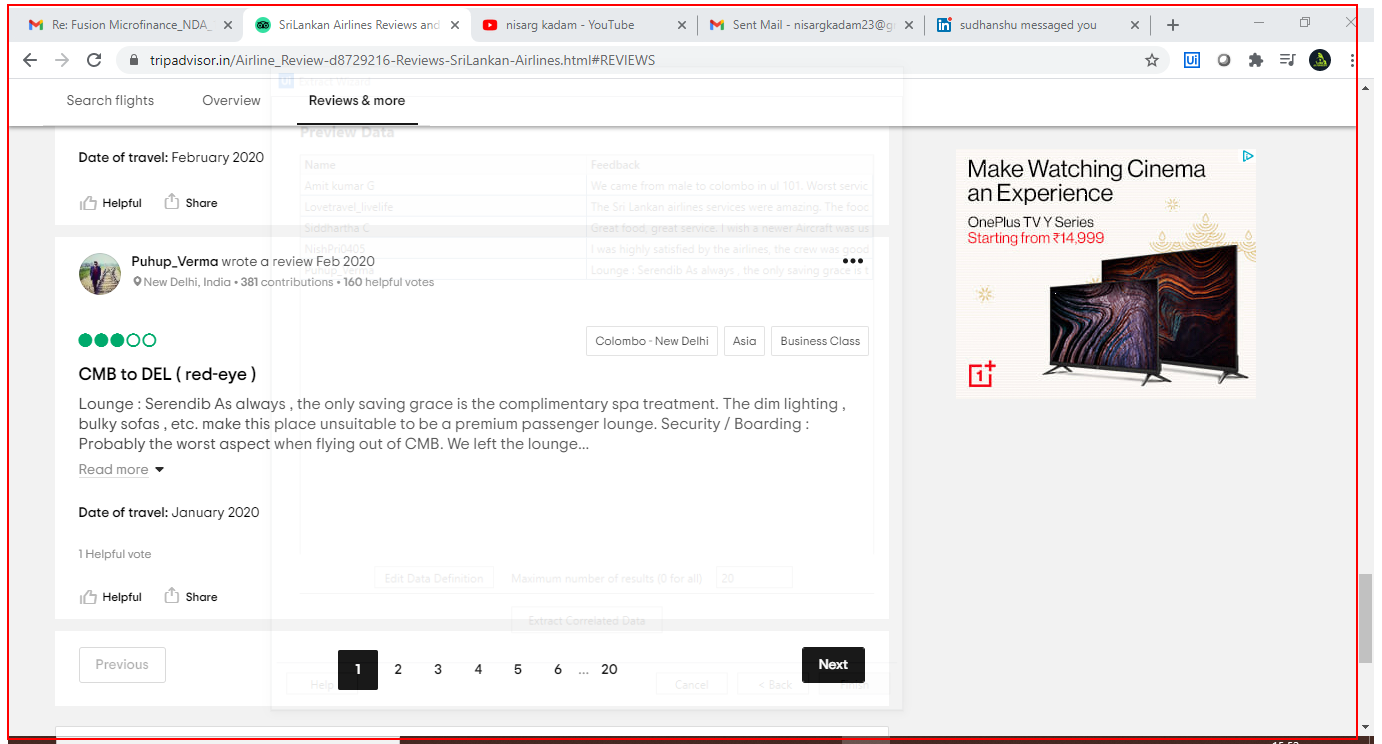 Re: Fusion Microfinance_NDA_
SriLankan Airlines Reviews and
nisarg kadam - YouTube
Sent Mail - nisargkadam23@g
sudhanshu messaged you
tripadvisor.in/Airline_Review-d8729216-Reviews-SriLankan-Airlines.html#REVIEWS
Ui
Ui Extract Wizard
Search flights
Overview
Reviews & more
Preview Data
Date of travel: February 2020
Helpful
Share
Name
Feedback
Amit kumar G
We came from male to colombo in ul 101. Worst servic
Lovetravel_livelife
The Sri Lankan airlines services were amazing. The food
Siddhartha C
Great food, great service. I wish a newer Aircraft was us
NishPri0405
I was highly satisfied by the airlines, the crew was good
Puhup_Verma
Lounge : Serendib As always , the only saving grace is t
Puhup_Verma wrote a review Feb 2020
New Delhi, India • 381 contributions • 160 helpful votes
Colombo - New Delhi
Asia
Business Class
CMB to DEL ( red-eye )
Lounge : Serendib As always , the only saving grace is the complimentary spa treatment. The dim lighting ,
bulky sofas , etc. make this place unsuitable to be a premium passenger lounge. Security / Boarding :
Probably the worst aspect when flying out of CMB. We left the lounge...
Read more
Date of travel: January 2020
1 Helpful vote
Edit Data Definition
Maximum number of results (0 for all)
20
Helpful
Share
Extract Correlated Data
Previous
1
2
3
4
5
6
...
20
Next
Help
Cancel
< Back
Finish
Make Watching Cinema
an Experience
OnePlus TV Y Series
Starting from ₹14,999
1+